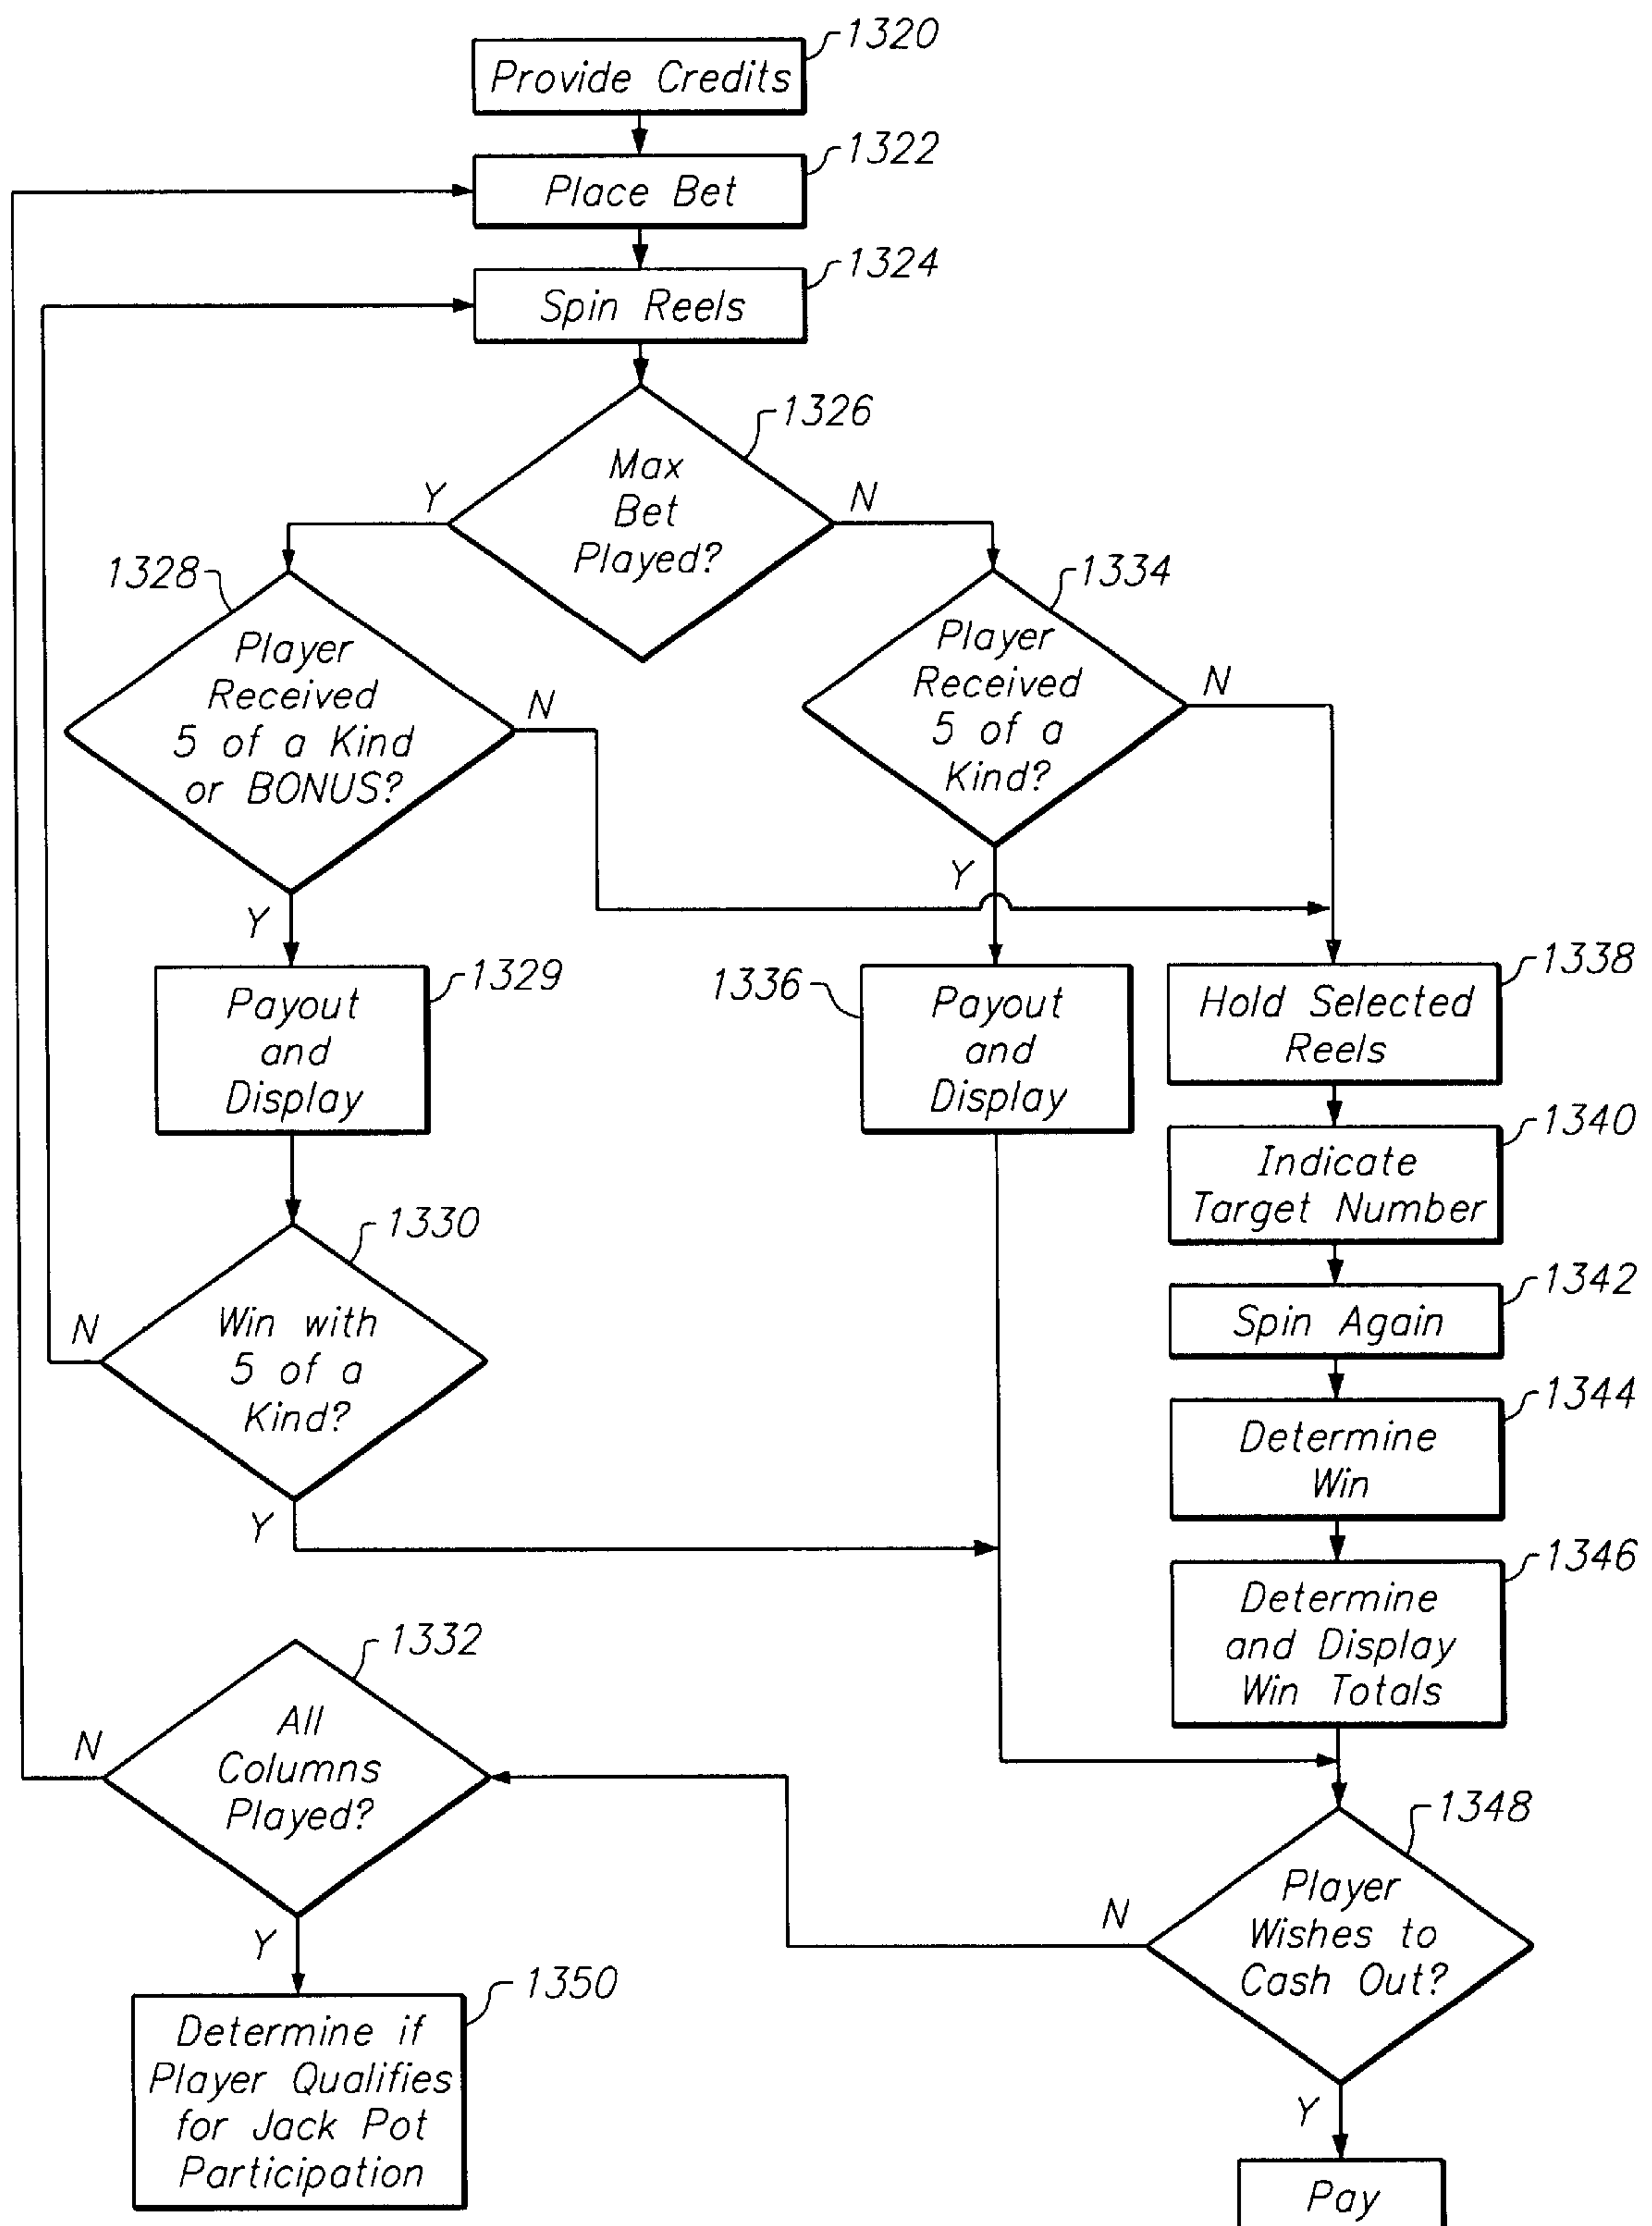 1320
Provide Credits
1322
Place Bet
1324
Spin Reels
1326
Max
Bet
Played?
Y
N
1328
Player
Received
5 of a Kind
or BONUS?
N
Y
1334
Player
Received
5 of a
Kind?
N
Y
1329
Payout
and
Display
1336
Payout
and
Display
1338
Hold Selected
Reels
1340
Indicate
Target Number
1330
Win with
5 of a
Kind?
N
Y
1342
Spin Again
1344
Determine
Win
1346
Determine
and Display
Win Totals
1332
All
Columns
Played?
N
Y
1348
Player
Wishes to
Cash Out?
N
Y
1350
Determine if
Player Qualifies
for Jack Pot
Participation
Pay